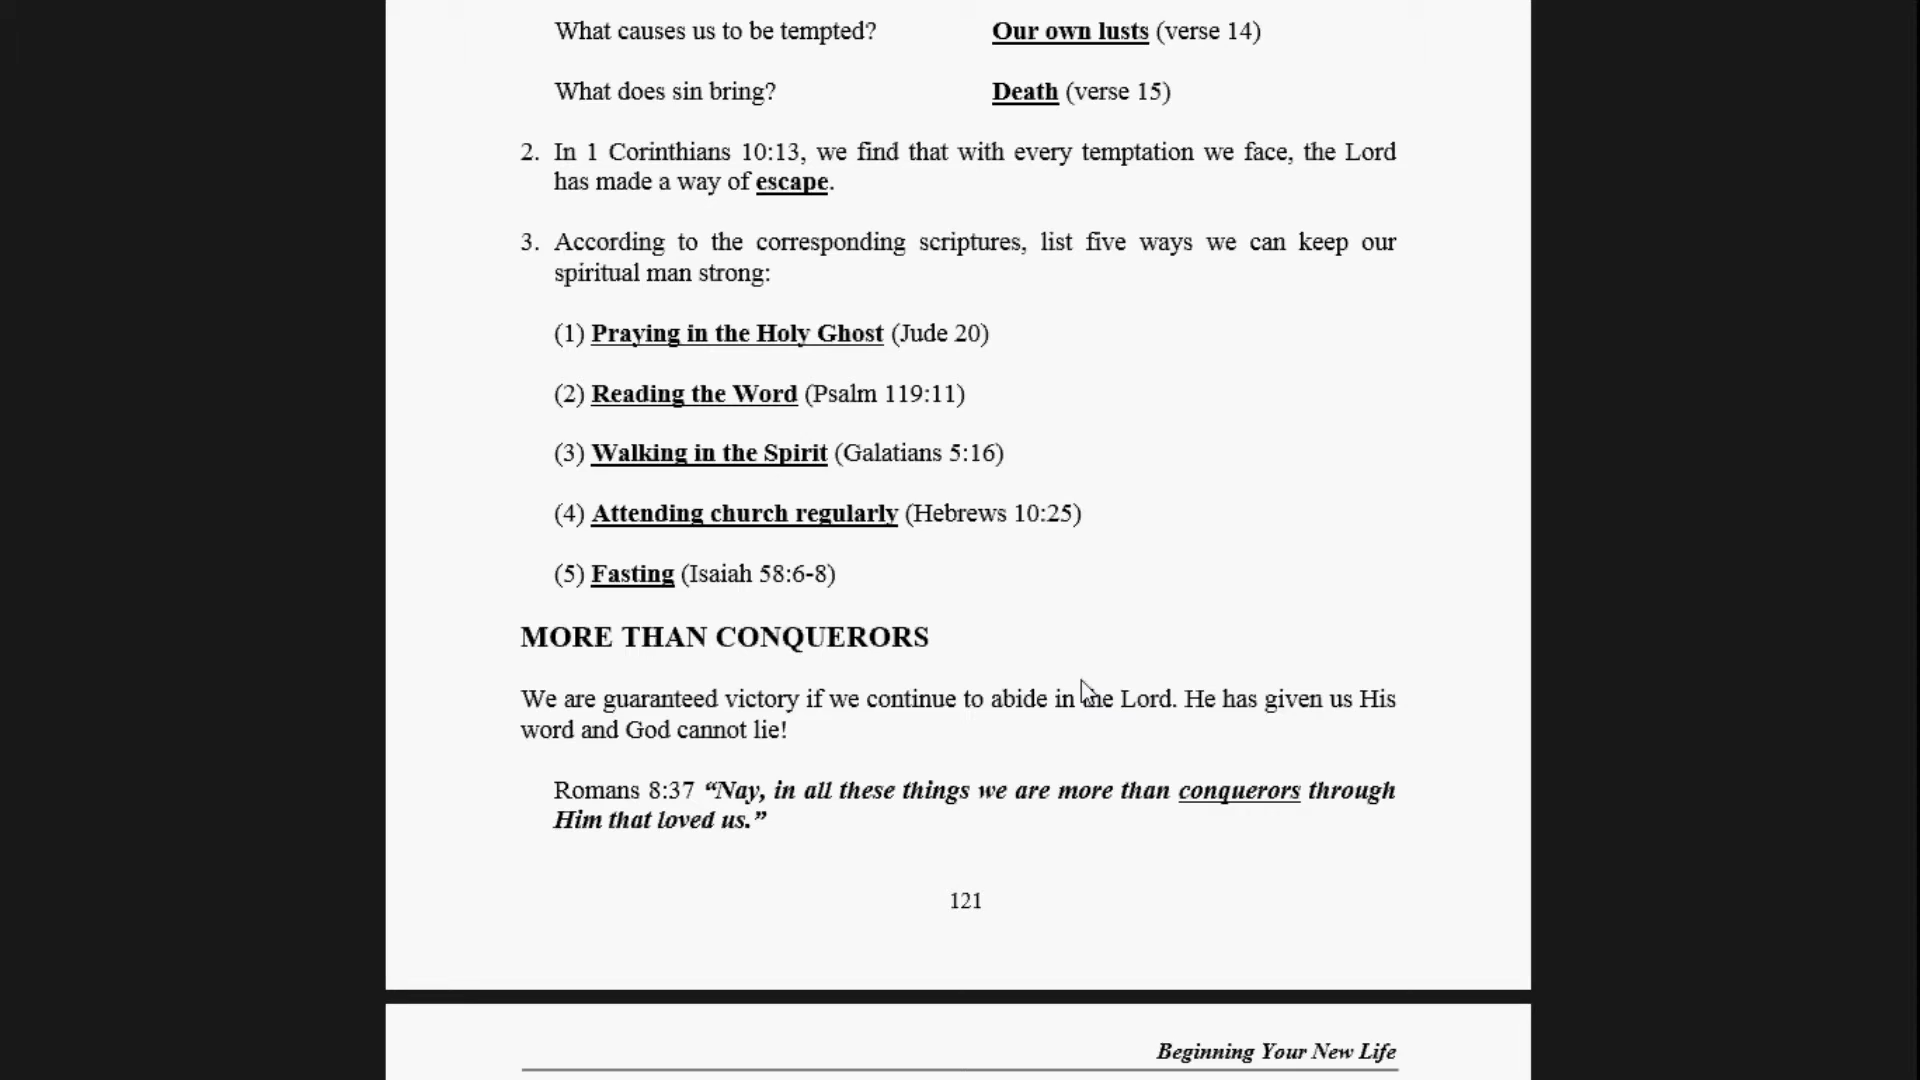 What causes us to be tempted? Our own lusts (verse 14)
What does sin bring? Death (verse 15)
2. In 1 Corinthians 10:13, we find that with every temptation we face, the Lord
has made a way of escape.
3. According to the corresponding scriptures, list five ways we can keep our
spiritual man strong:
(1) Praying in the Holy Ghost (Jude 20)
(2) Reading the Word (Psalm 119:11)
(3) Walking in the Spirit (Galatians 5:16)
(4) Attending church regularly (Hebrews 10:25)
(5) Fasting (Isaiah 58:6-8)
MORE THAN CONQUERORS
We are guaranteed victory if we continue to abide in the Lord. He has given us His
word and God cannot lie!
Romans 8:37 “Nay, in all these things we are more than conquerors through
Him that loved us.”
121
Beginning Your New Life